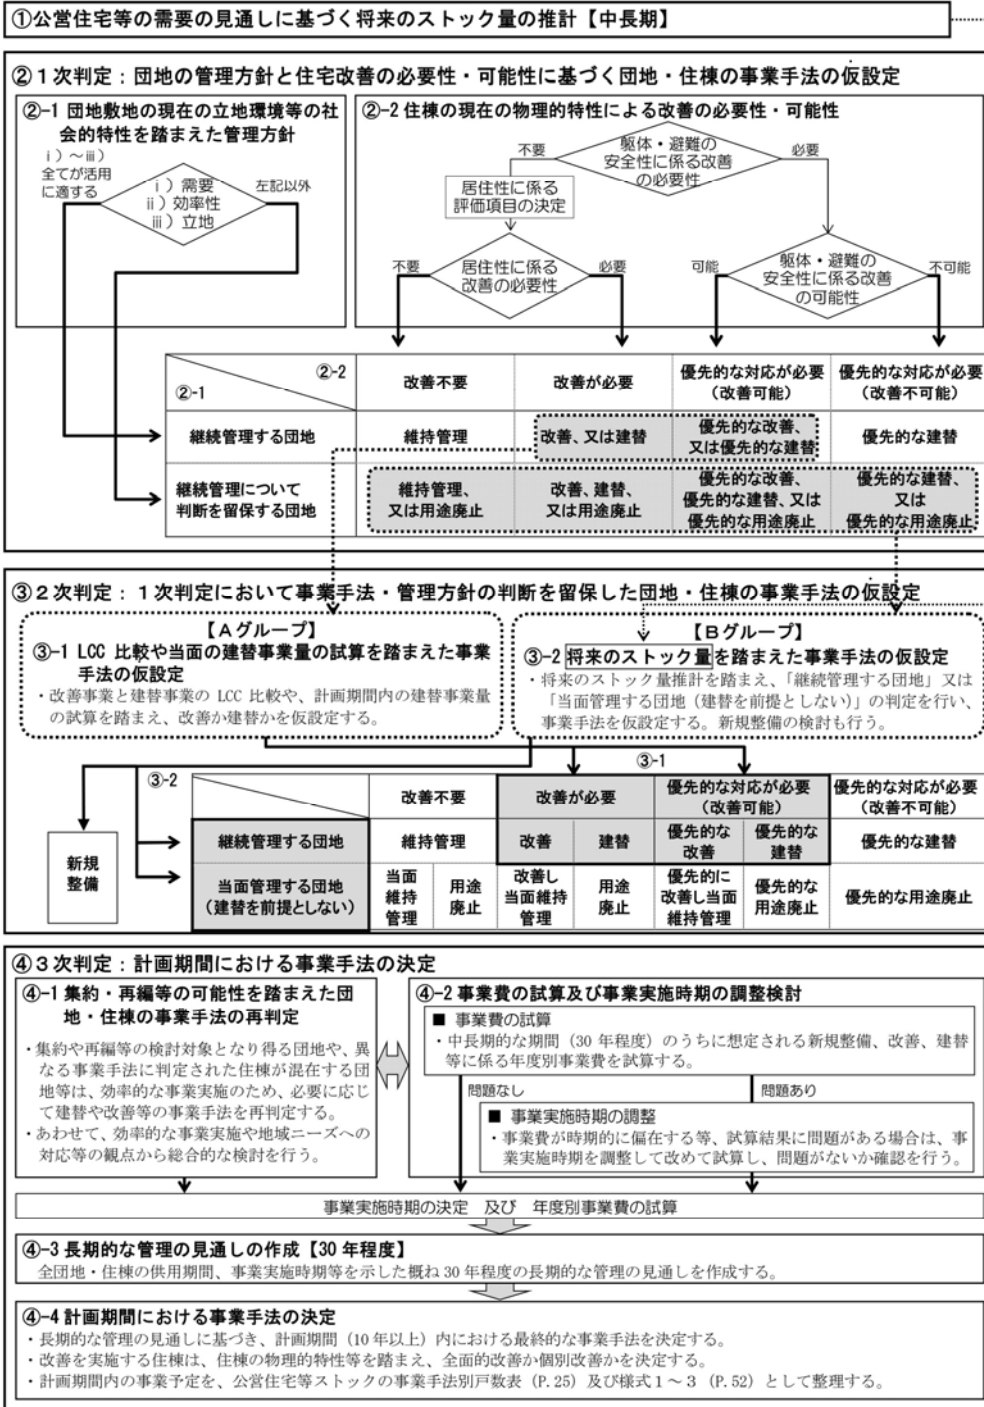 ①公営住宅等の需要の見通しに基づく将来のストック量の推計【中長期】
②1次判定：団地の管理方針と住宅改善の必要性・可能性に基づく団地・住棟の事業手法の仮設定
②-1 団地敷地の現在の立地環境等の社
会的特性を踏まえた管理方針
ⅰ）～ⅲ）
全てが活用
に適する
ⅰ）需要
ⅱ）効率性
ⅲ）立地
左記以外
②-2 住棟の現在の物理的特性による改善の必要性・可能性
不要
躯体・避難の
安全性に係る改善
の必要性
必要
居住性に係る
評価項目の決定
不要
居住性に係る
改善の必要性
必要
可能
躯体・避難の
安全性に係る改善
の可能性
不可能
②-2
②-1
改善不要
改善が必要
優先的な対応が必要
（改善可能）
優先的な対応が必要
（改善不可能）
継続管理する団地
維持管理
改善、又は建替
優先的な改善、
又は優先的な建替
優先的な建替
継続管理について
判断を留保する団地
維持管理、
又は用途廃止
改善、建替、
又は用途廃止
優先的な改善、
優先的な建替、又は
優先的な用途廃止
優先的な建替、
又は
優先的な用途廃止
③2次判定：1次判定において事業手法・管理方針の判断を留保した団地・住棟の事業手法の仮設定
【Aグループ】
③-1 LCC 比較や当面の建替事業量の試算を踏まえた事業
手法の仮設定
・改善事業と建替事業の LCC 比較や、計画期間内の建替事業量
の試算を踏まえ、改善か建替かを仮設定する。
【Bグループ】
③-2 将来のストック量を踏まえた事業手法の仮設定
・将来のストック量推計を踏まえ、「継続管理する団地」又は
「当面管理する団地（建替を前提としない）」の判定を行い、
事業手法を仮設定する。新規整備の検討も行う。
③-1
③-2
改善不要
改善が必要
優先的な対応が必要
（改善可能）
優先的な対応が必要
（改善不可能）
新規
整備
継続管理する団地
維持管理
改善
建替
優先的な
改善
優先的な
建替
優先的な建替
当面管理する団地
（建替を前提としない）
当面
維持
管理
用途
廃止
改善し
当面維持
管理
用途
廃止
優先的に
改善し当面
維持管理
優先的な
用途廃止
優先的な用途廃止
④3次判定：計画期間における事業手法の決定
④-1 集約・再編等の可能性を踏まえた団
地・住棟の事業手法の再判定
・集約や再編等の検討対象となり得る団地や、異
なる事業手法に判定された住棟が混在する団
地等は、効率的な事業実施のため、必要に応じ
て建替や改善等の事業手法を再判定する。
・あわせて、効率的な事業実施や地域ニーズへの
対応等の観点から総合的な検討を行う。
④-2 事業費の試算及び事業実施時期の調整検討
■ 事業費の試算
・中長期的な期間（30 年程度）のうちに想定される新規整備、改善、建替
等に係る年度別事業費を試算する。
問題なし
問題あり
■ 事業実施時期の調整
・事業費が時期的に偏在する等、試算結果に問題がある場合は、事
業実施時期を調整して改めて試算し、問題がないか確認を行う。
事業実施時期の決定 及び 年度別事業費の試算
④-3 長期的な管理の見通しの作成【30 年程度】
全団地・住棟の供用期間、事業実施時期等を示した概ね 30 年程度の長期的な管理の見通しを作成する。
④-4 計画期間における事業手法の決定
・長期的な管理の見通しに基づき、計画期間（10 年以上）内における最終的な事業手法を決定する。
・改善を実施する住棟は、住棟の物理的特性等を踏まえ、全面的改善か個別改善かを決定する。
・計画期間内の事業予定を、公営住宅等ストックの事業手法別戸数表（P.25）及び様式1～3（P.52）として整理する。